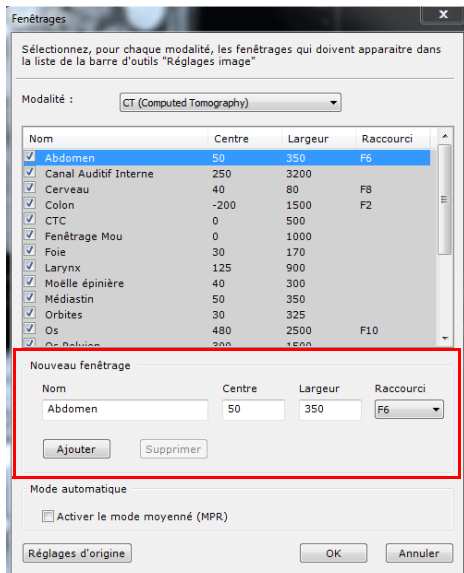 Fenêtrages
x
Sélectionnez, pour chaque modalité, les fenêtrages qui doivent apparaitre dans
la liste de la barre d'outils "Réglages image"
Modalité : CT (Computed Tomography)
Nom Centre Largeur Raccourci
Abdomen 50 350 F6
Canal Auditif Interne 250 3200
Cerveau 40 80 F8
Colon -200 1500 F2
CTC 0 500
Fenêtrage Mou 0 1000
Foie 30 170
Larynx 125 900
Moëlle épinière 40 300
Médiastin 50 350
Orbites 30 325
Os 480 2500 F10
Os Pelvien 300 1500
Nouveau fenêtrage
Nom Centre Largeur Raccourci
Abdomen 50 350 F6
Ajouter Supprimer
Mode automatique
Activer le mode moyenné (MPR)
Réglages d'origine OK Annuler